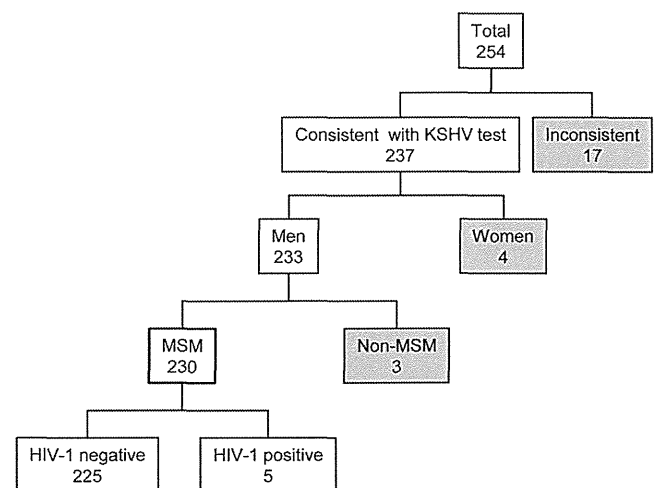 Total
254
Consistent with KSHV test
237
Inconsistent
17
Men
233
Women
4
MSM
230
Non-MSM
3
HIV-1 negative
225
HIV-1 positive
5